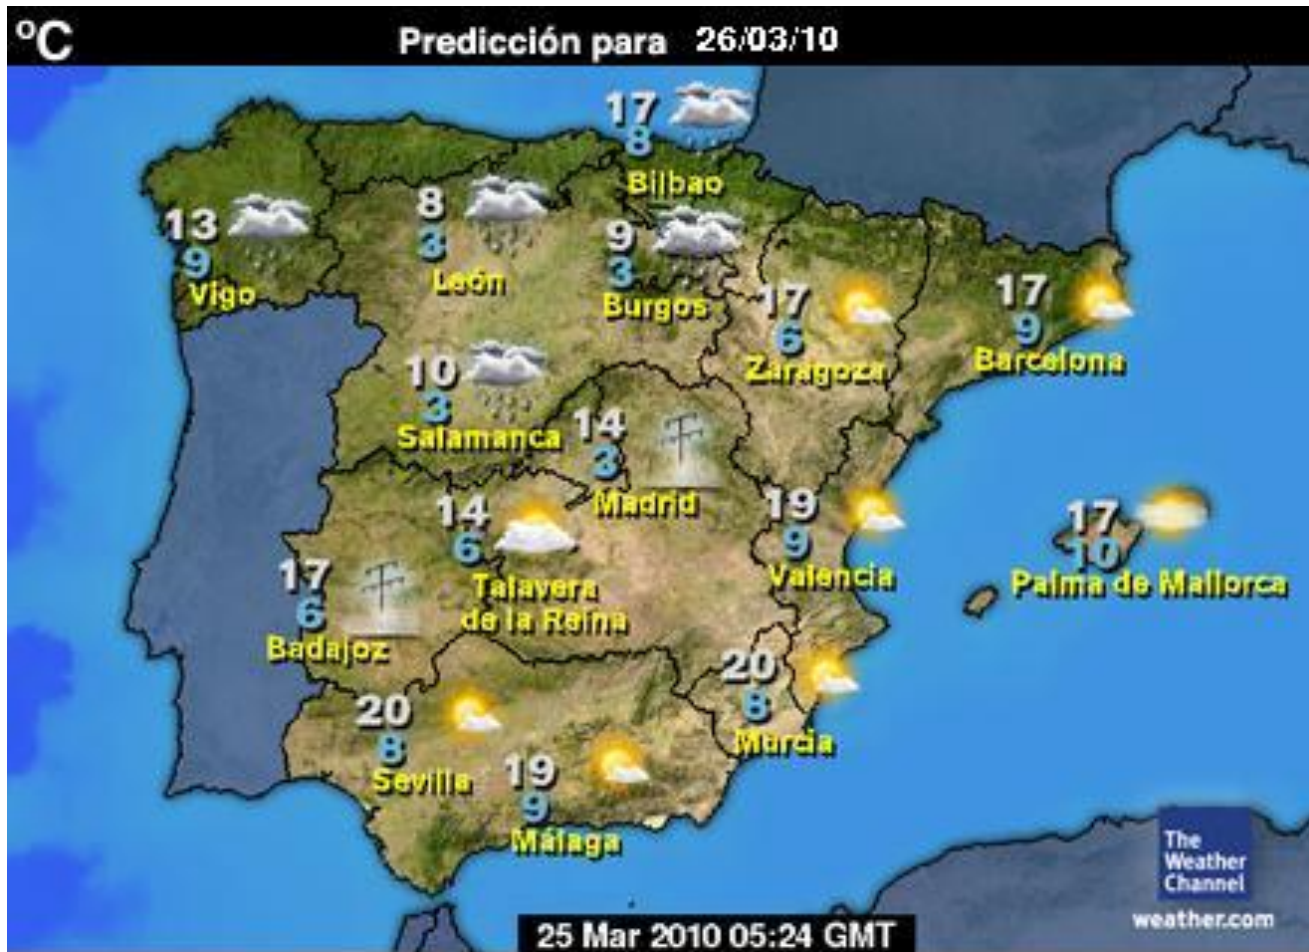 ºC
Predicción para 26/03/10
17
8
Bilbao
8
3
León
13
9
Vigo
9
3
Burgos
17
6
Zaragoza
17
9
Barcelona
10
3
Salamanca
14
3
Madrid
14
6
Talavera
de la Reina
19
9
Valencia
17
10
Palma de Mallorca
17
6
Badajoz
20
8
Murcia
20
8
Sevilla
19
9
Málaga
The
Weather
Channel
weather.com
25 Mar 2010 05:24 GMT